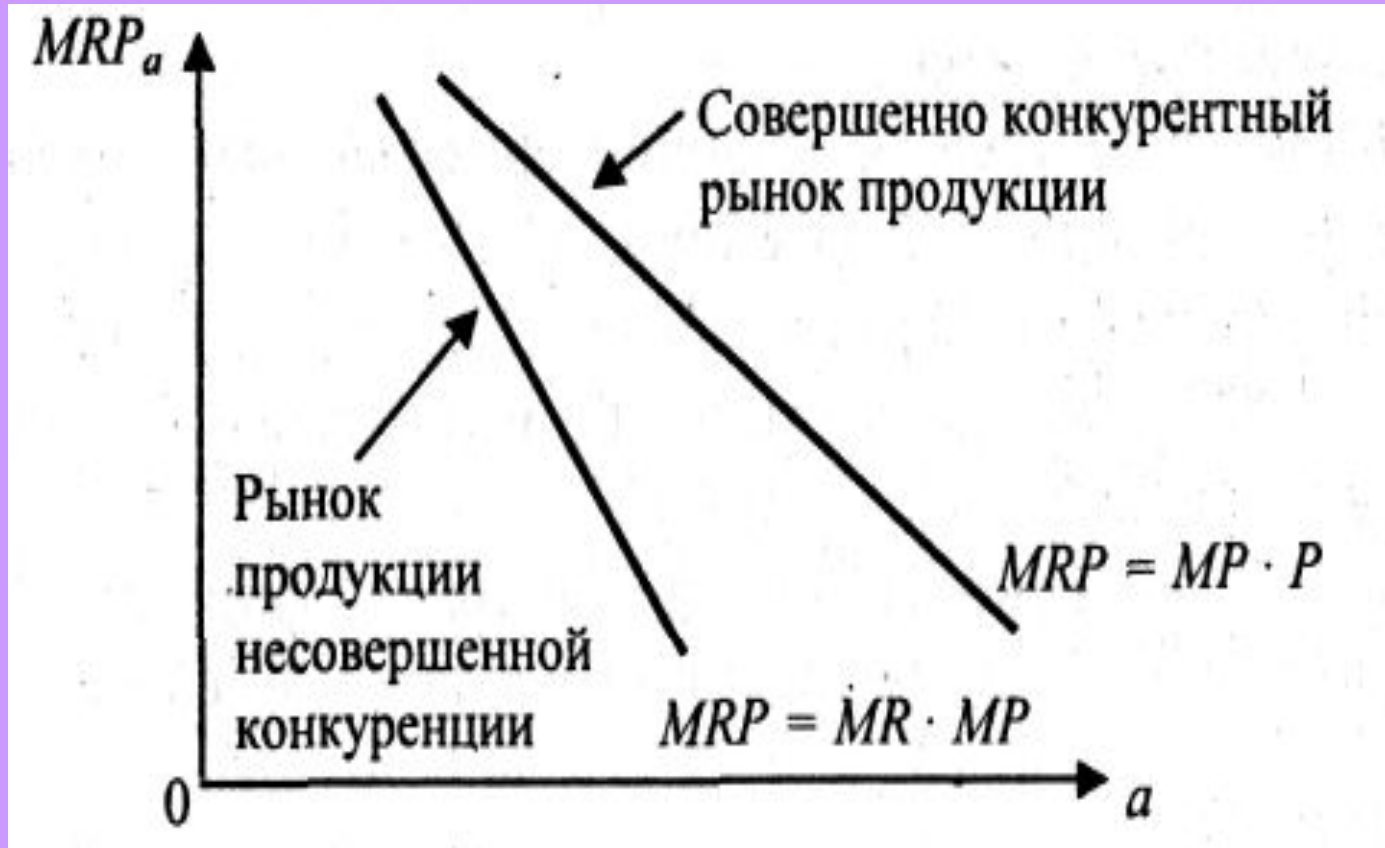 MRPₐ
Совершенно конкурентный
рынок продукции
Рынок
продукции
несовершенной
конкуренции
MRP = MP · P
MRP = MR · MP
0
a